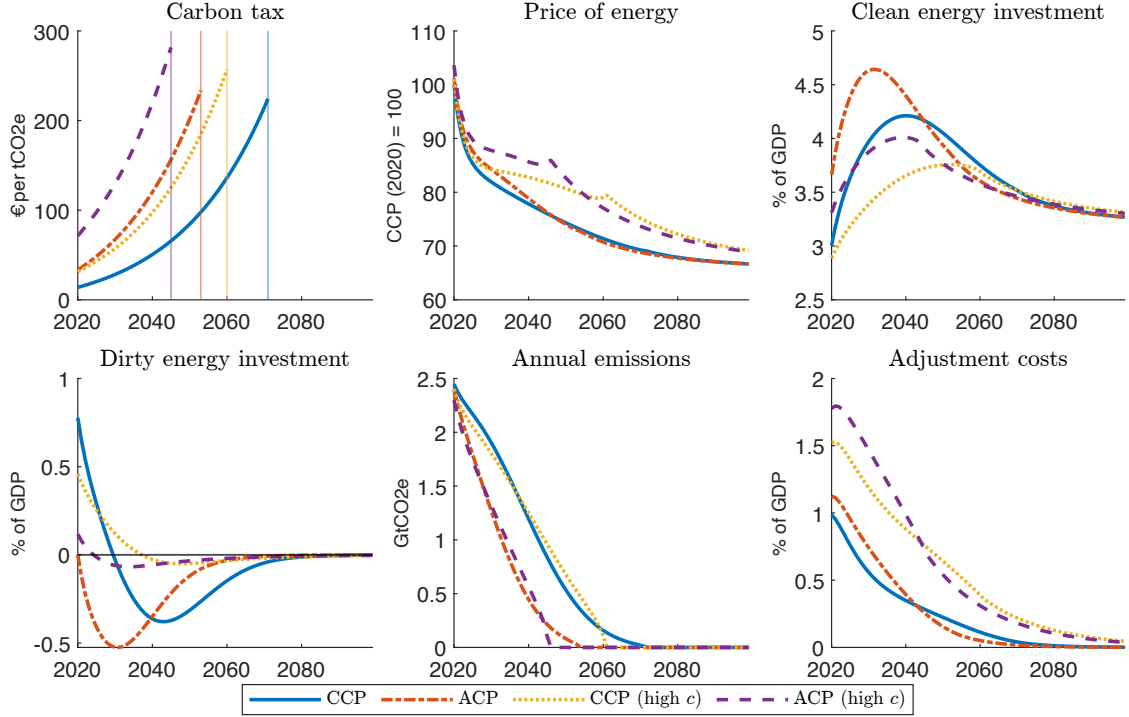 Carbon tax
€per tCO2e
300
200
100
0
2020 2040 2060 2080
Price of energy
CCP (2020) = 100
110
100
90
80
70
60
2020 2040 2060 2080
Clean energy investment
% of GDP
5
4.5
4
3.5
3
2.5
2020 2040 2060 2080
Dirty energy investment
% of GDP
1
0.5
0
-0.5
2020 2040 2060 2080
Annual emissions
GtCO2e
2.5
2
1.5
1
0.5
0
2020 2040 2060 2080
Adjustment costs
% of GDP
2
1.5
1
0.5
0
2020 2040 2060 2080
CCP ACP CCP (high c) ACP (high c)